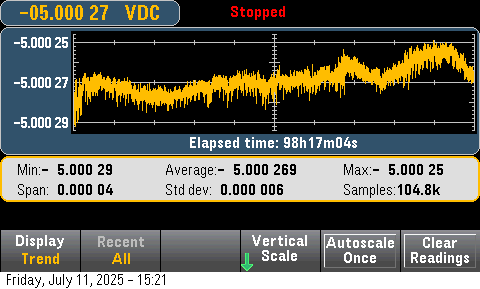 -05.000 27 VDC
Stopped
-5.000 25
-5.000 27
-5.000 29
Elapsed time: 98h17m04s
Min:- 5.000 29 Average:- 5.000 269 Max:- 5.000 25
Span: 0.000 04 Std dev: 0.000 006 Samples:104.8k
Display Trend
Recent All
Vertical Scale
Autoscale Once
Clear Readings
Friday, July 11, 2025 - 15:21